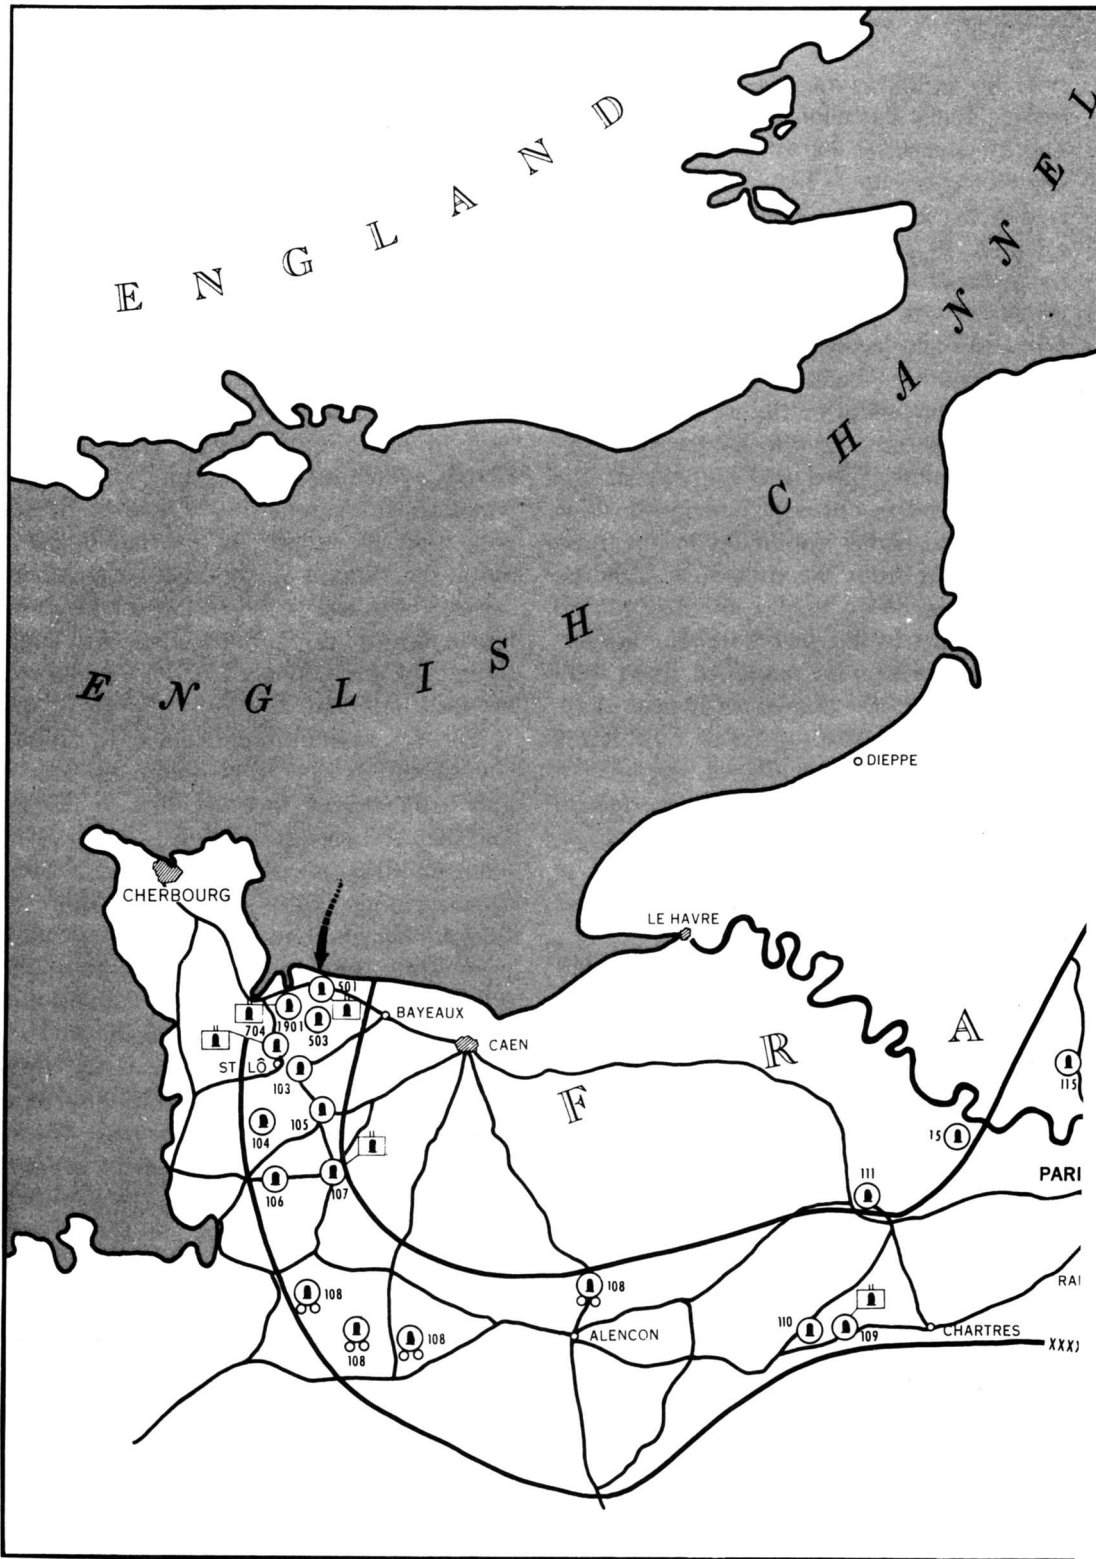 ENGLAND
ENGLISH CHANNEL
DIEPPE
CHERBOURG
LE HAVRE
501
BAYEAUX
704
1901
503
CAEN
ST. LÔ
103
F R A
115
104
105
15
PARI
106
107
111
108
108
108
108
RAI
ALENCON
110
109
CHARTRES